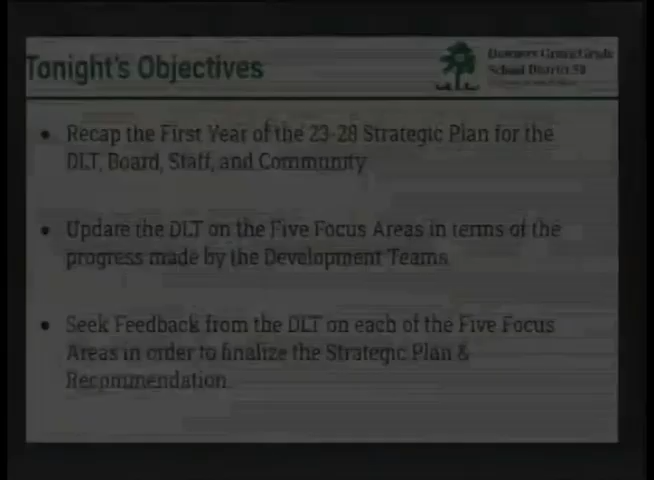 Tonight's Objectives
Downers Grove Grade
School District 58
• Recap the First Year of the 23-28 Strategic Plan for the
DLT, Board, Staff, and Community
• Update the DLT on the Five Focus Areas in terms of the
progress made by the Development Teams
• Seek Feedback from the DLT on each of the Five Focus
Areas in order to finalize the Strategic Plan &
Recommendation